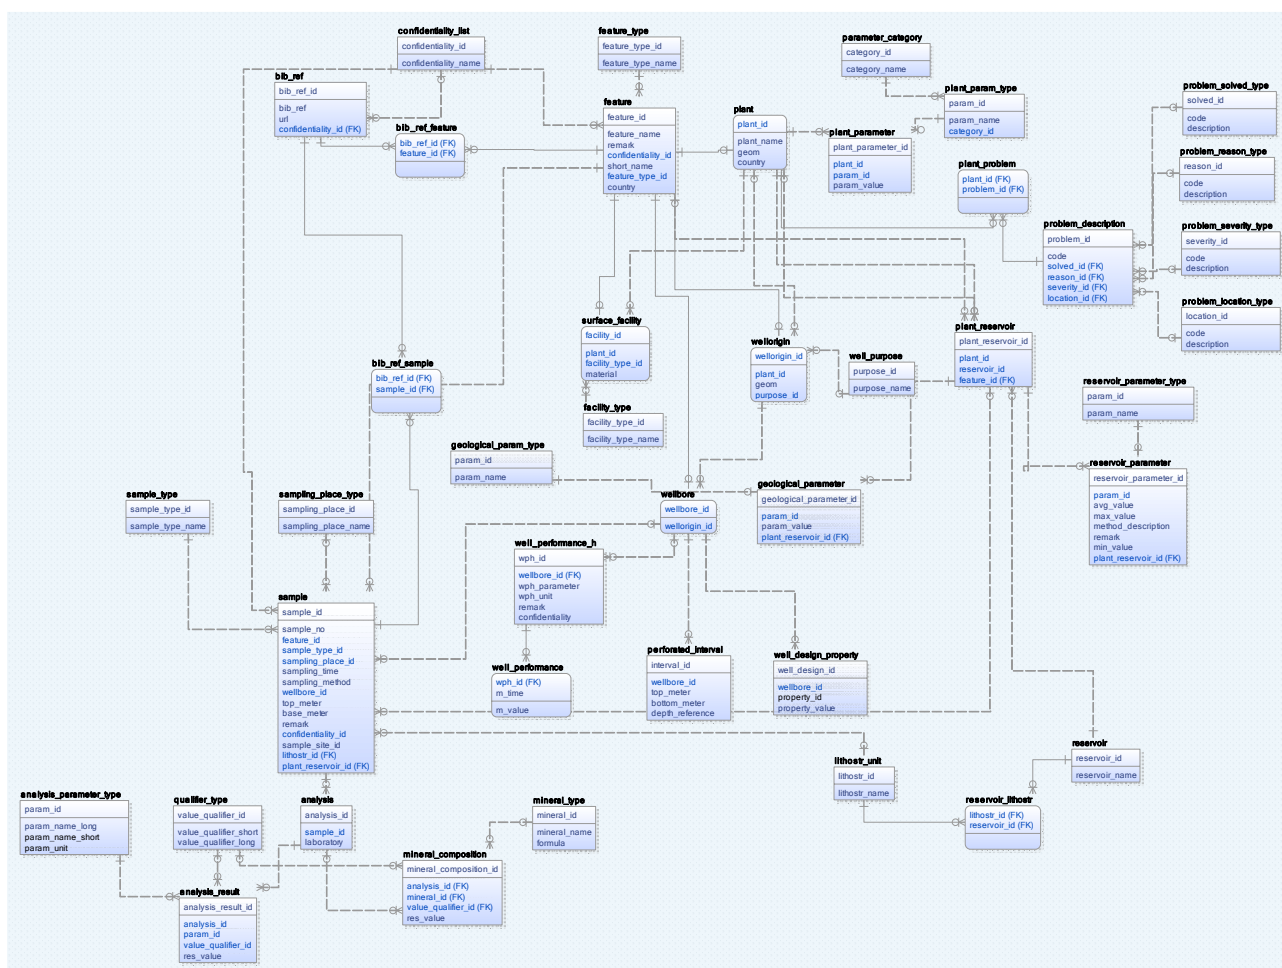 confidentiality_list
confidentiality_id
confidentiality_name
feature_type
feature_type_id
feature_type_name
parameter_category
category_id
category_name
bib_ref
bib_ref_id
bib_ref
url
confidentiality_id (FK)
bib_ref_feature
bib_ref_id (FK)
feature_id (FK)
feature
feature_id
feature_name
remark
confidentiality_id
short_name
feature_type_id
country
plant
plant_id
plant_name
geom
country
plant_param_type
param_id
param_name
category_id
plant_parameter
plant_parameter_id
plant_id
param_id
param_value
plant_problem
plant_id (FK)
problem_id (FK)
problem_solved_type
solved_id
code
description
problem_reason_type
reason_id
code
description
problem_description
problem_id
code
solved_id (FK)
reason_id (FK)
severity_id (FK)
location_id (FK)
problem_severity_type
severity_id
code
description
problem_location_type
location_id
code
description
surface_facility
facility_id
plant_id
facility_type_id
material
wellorigin
wellorigin_id
plant_id
geom
purpose_id
well_purpose
purpose_id
purpose_name
plant_reservoir
plant_reservoir_id
plant_id
reservoir_id
feature_id (FK)
bib_ref_sample
bib_ref_id (FK)
sample_id (FK)
facility_type
facility_type_id
facility_type_name
reservoir_parameter_type
param_id
param_name
geological_param_type
param_id
param_name
reservoir_parameter
reservoir_parameter_id
param_id
avg_value
max_value
method_description
remark
min_value
plant_reservoir_id (FK)
sample_type
sample_type_id
sample_type_name
sampling_place_type
sampling_place_id
sampling_place_name
wellbore
wellbore_id
wellorigin_id
geological_parameter
geological_parameter_id
param_id
param_value
plant_reservoir_id (FK)
well_performance_h
wph_id
wellbore_id (FK)
wph_parameter
wph_unit
remark
confidentiality
sample
sample_id
sample_no
feature_id
sample_type_id
sampling_place_id
sampling_time
sampling_method
wellbore_id
top_meter
base_meter
remark
confidentiality_id
sample_site_id
lithostr_id (FK)
plant_reservoir_id (FK)
well_performance
wph_id (FK)
m_time
m_value
perforated_interval
interval_id
wellbore_id
top_meter
bottom_meter
depth_reference
well_design_property
well_design_id
wellbore_id
property_id
property_value
reservoir
reservoir_id
reservoir_name
lithostr_unit
lithostr_id
lithostr_name
reservoir_lithostr
lithostr_id (FK)
reservoir_id (FK)
analysis_parameter_type
param_id
param_name_long
param_name_short
param_unit
qualifier_type
value_qualifier_id
value_qualifier_short
value_qualifier_long
analysis
analysis_id
sample_id
laboratory
mineral_type
mineral_id
mineral_name
formula
mineral_composition
mineral_composition_id
analysis_id (FK)
mineral_id (FK)
value_qualifier_id (FK)
res_value
analysis_result
analysis_result_id
analysis_id
param_id
value_qualifier_id
res_value